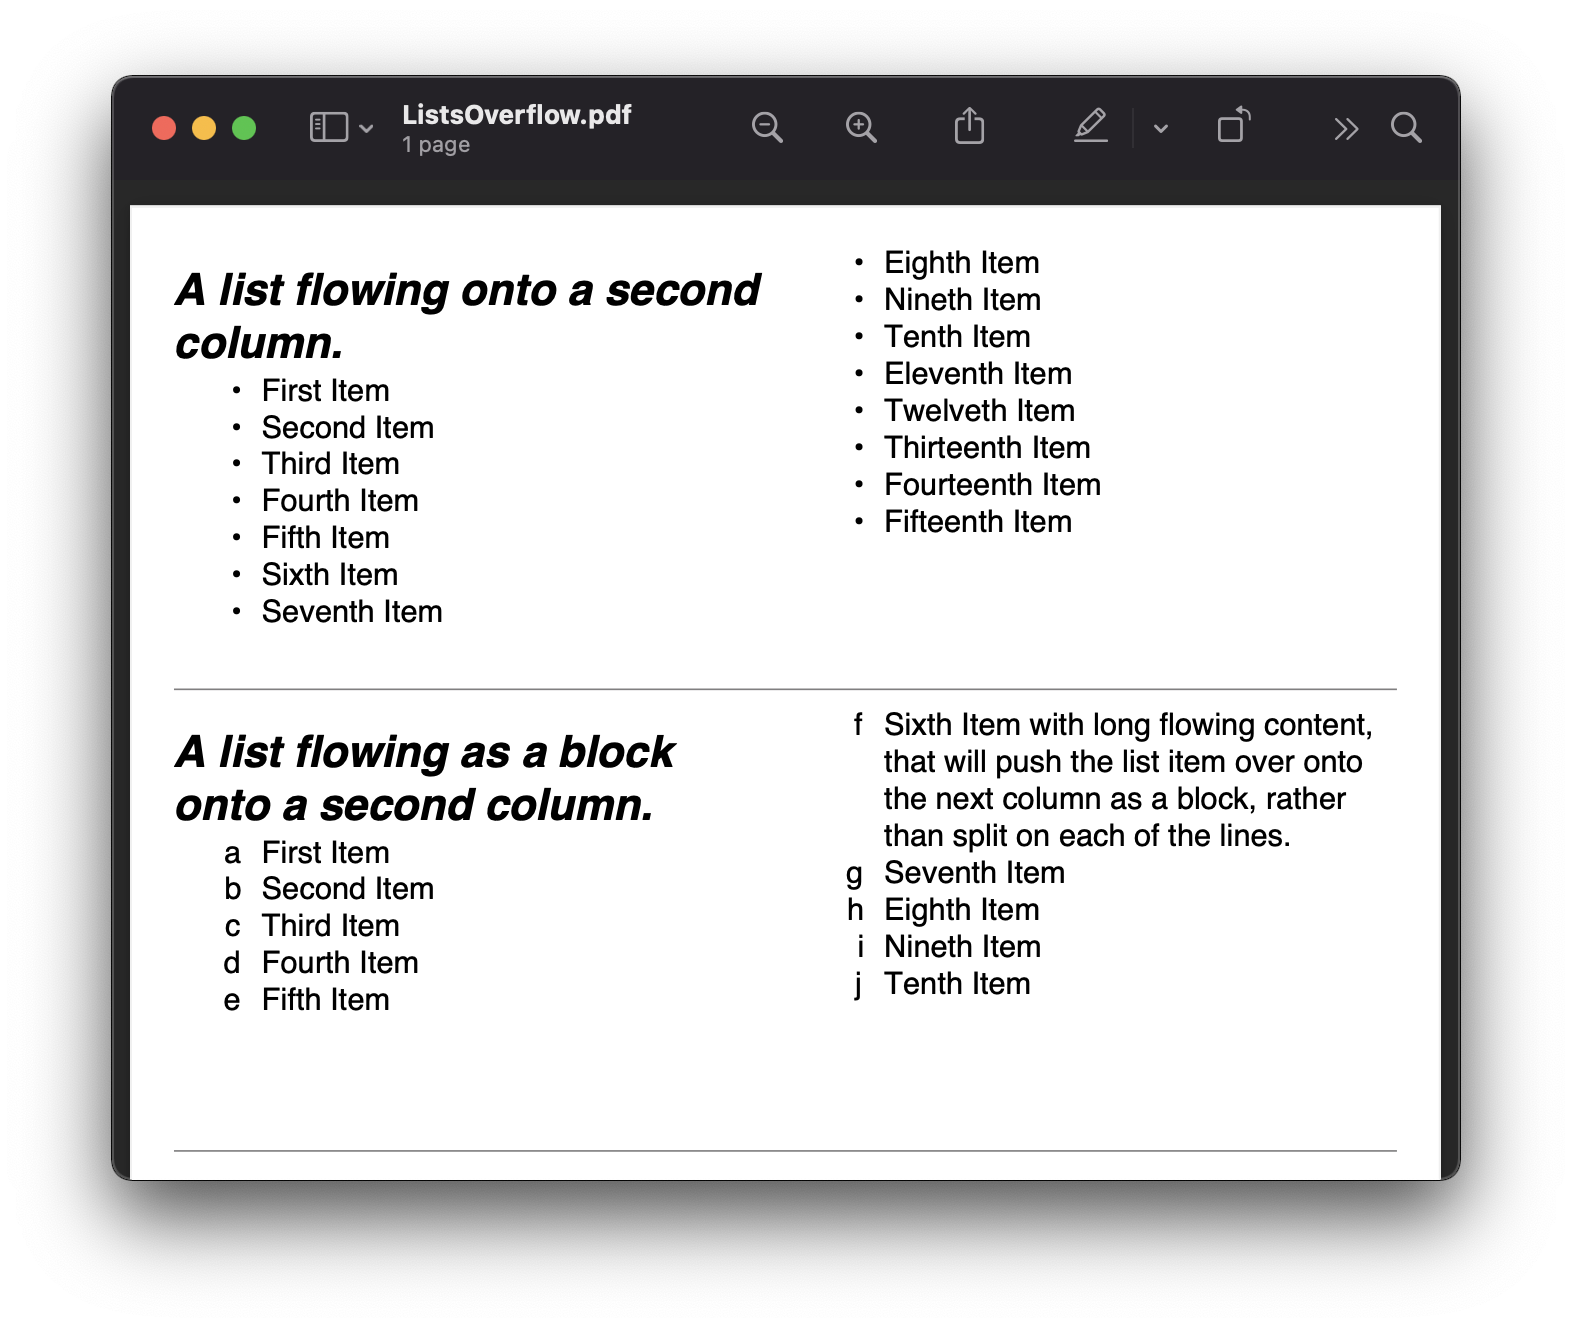 ListsOverflow.pdf
1 page
A list flowing onto a second
column.
• First Item
• Second Item
• Third Item
• Fourth Item
• Fifth Item
• Sixth Item
• Seventh Item
• Eighth Item
• Nineth Item
• Tenth Item
• Eleventh Item
• Twelveth Item
• Thirteenth Item
• Fourteenth Item
• Fifteenth Item
A list flowing as a block
onto a second column.
a First Item
b Second Item
c Third Item
d Fourth Item
e Fifth Item
f Sixth Item with long flowing content,
that will push the list item over onto
the next column as a block, rather
than split on each of the lines.
g Seventh Item
h Eighth Item
i Nineth Item
j Tenth Item